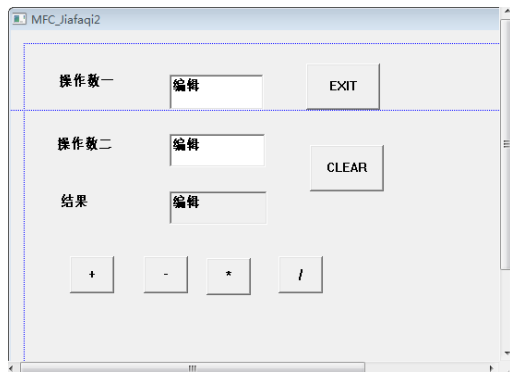 MFC_Jiafaqi2
操作数一 编辑 EXIT
操作数二 编辑 CLEAR
结果 编辑
+ - * /